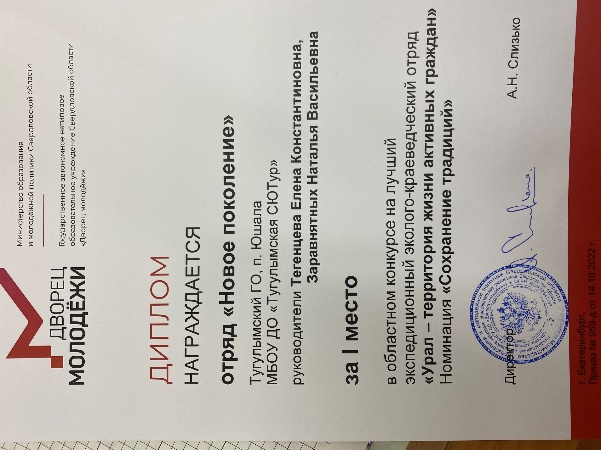 Министерство образования
и молодежной политики Свердловской области
Государственное автономное нетиповое
образовательное учреждение Свердловской области
«Дворец молодёжи»
ДВОРЕЦ
МОЛОДЁЖИ
ДИПЛОМ
НАГРАЖДАЕТСЯ
отряд «Новое поколение»
Тугулымский ГО, п. Юшала
МБОУ ДО «Тугулымская СЮТур»
руководители Тегенцева Елена Константиновна,
Заравнятных Наталья Васильевна
за I место
в областном конкурсе на лучший
экспедиционный эколого-краеведческий отряд
«Урал – территория жизни активных граждан»
Номинация «Сохранение традиций»
Директор
А.Н. Слизько
г. Екатеринбург,
Приказ № 909-д от 14.10.2022 г.